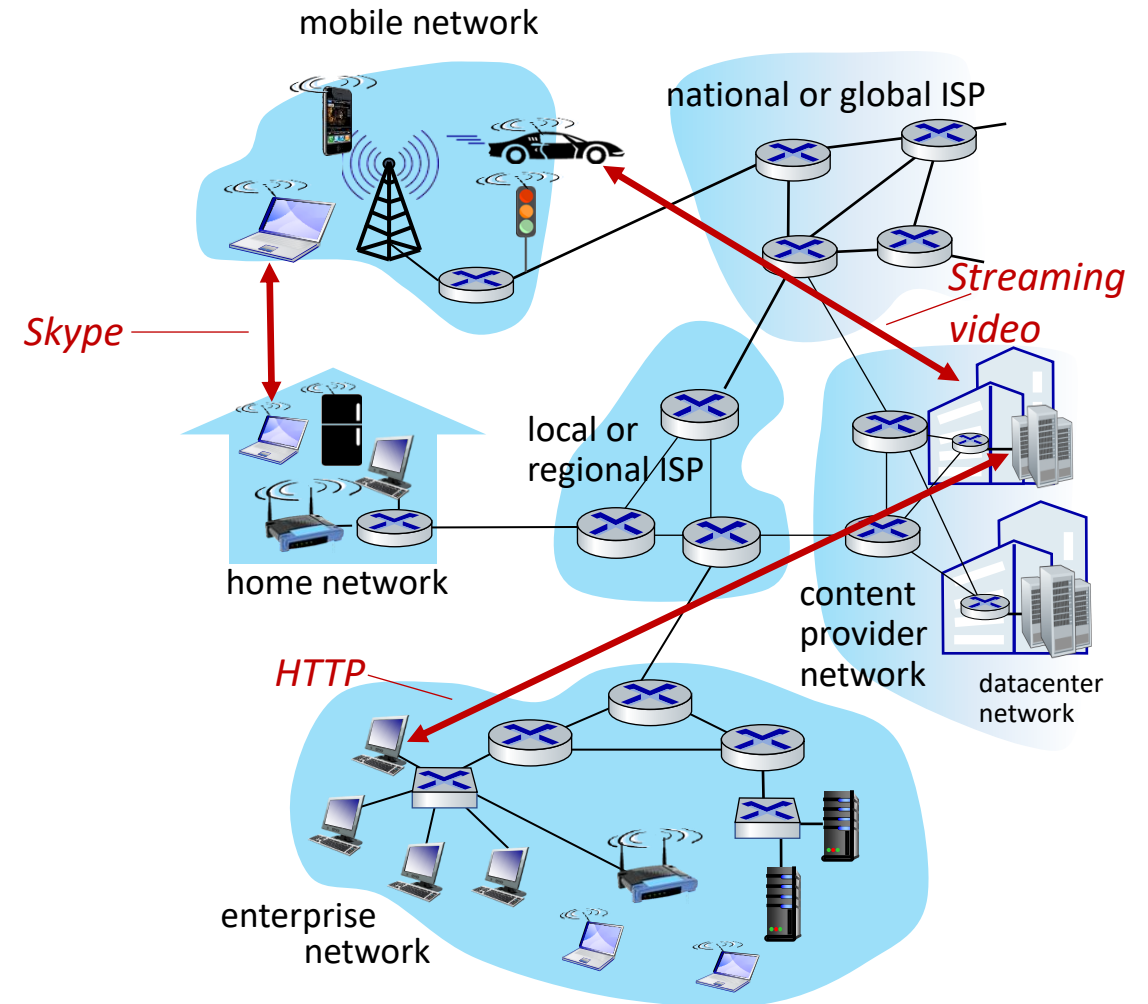 mobile network
national or global ISP
Streaming
video
Skype
local or
regional ISP
home network
content
provider
network
datacenter
network
HTTP
enterprise
network